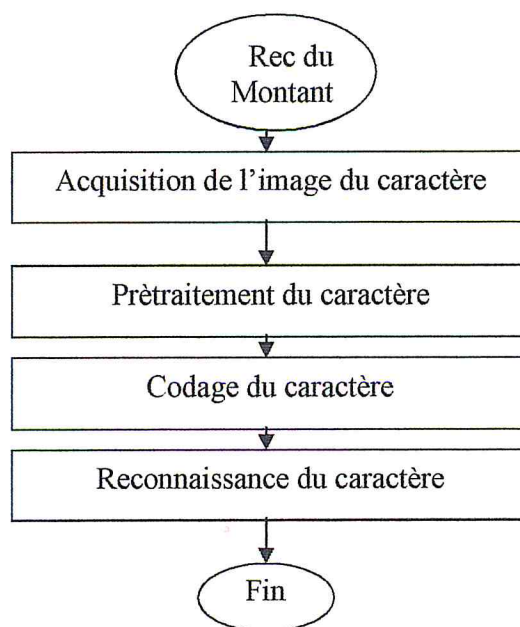 Rec du
Montant
Acquisition de l’image du caractère
Prètraitement du caractère
Codage du caractère
Reconnaissance du caractère
Fin